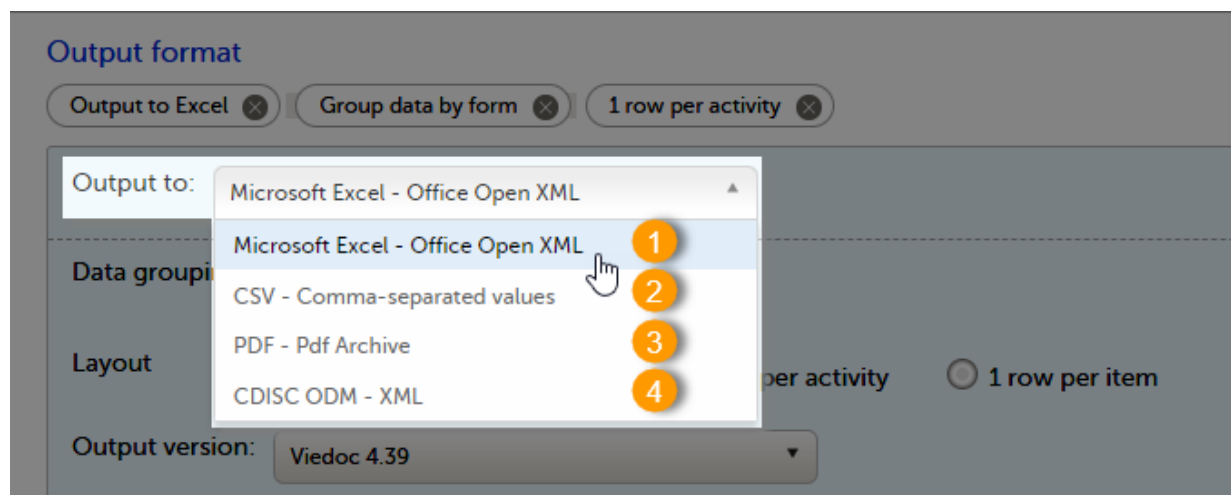 Output format
Output to Excel Group data by form 1 row per activity
Output to: Microsoft Excel - Office Open XML
Microsoft Excel - Office Open XML 1
CSV - Comma-separated values 2
PDF - Pdf Archive 3
CDISC ODM - XML 4
Data groupi
Layout per activity 1 row per item
Output version: Viedoc 4.39